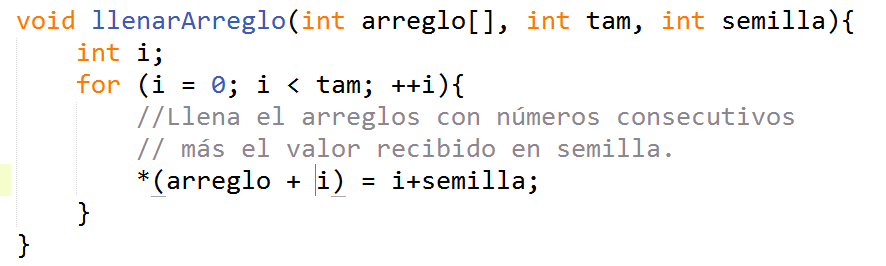 void llenarArreglo(int arreglo[], int tam, int semilla){
    int i;
    for (i = 0; i < tam; ++i){
        //Llena el arreglos con números consecutivos
        // más el valor recibido en semilla.
        *(arreglo + i) = i+semilla;
    }
}